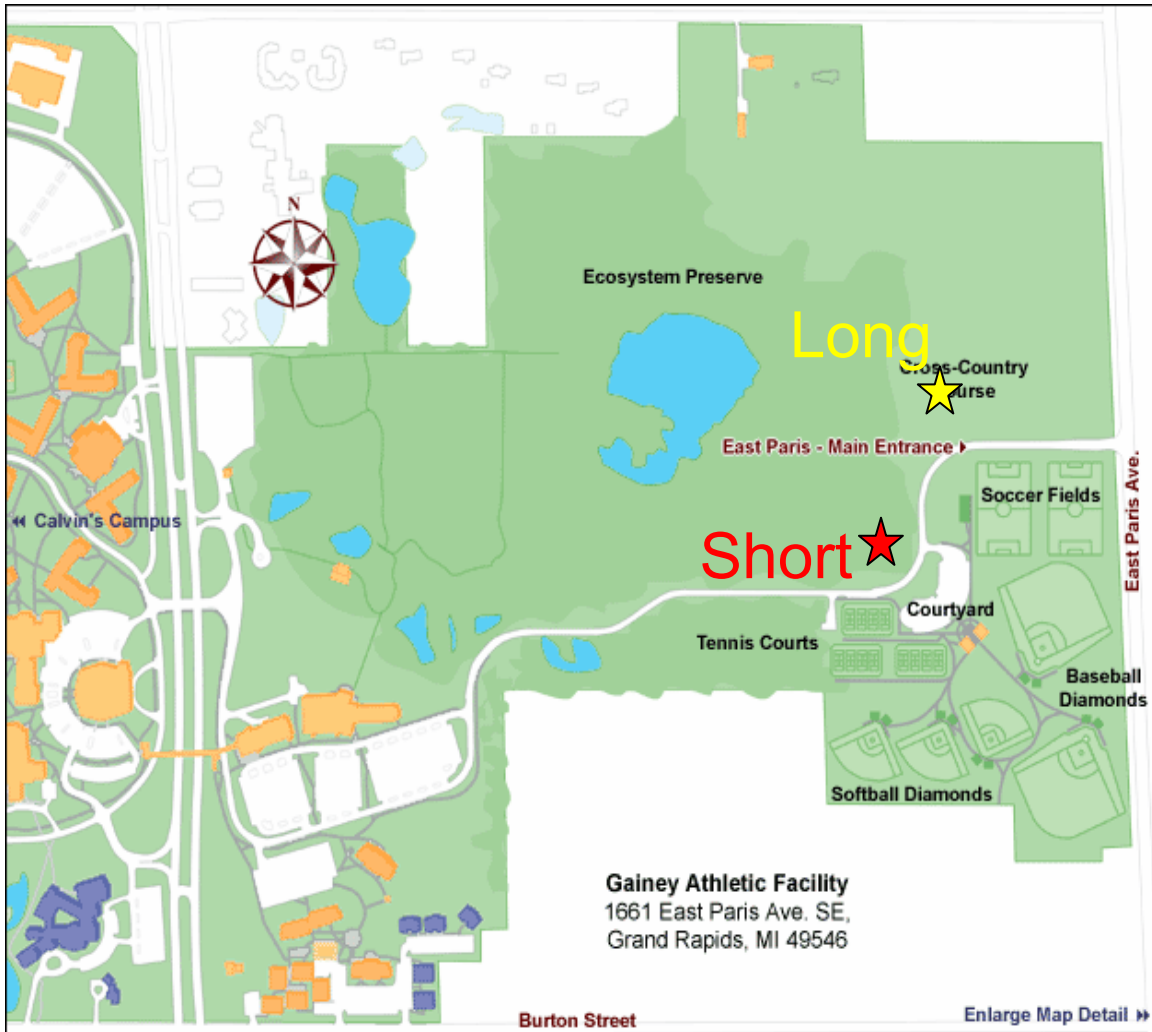 N
Ecosystem Preserve
Long
Cross-Country
East Paris - Main Entrance
Soccer Fields
Calvin's Campus
East Paris Ave.
Short
Courtyard
Tennis Courts
Baseball
Diamonds
Softball Diamonds
Gainey Athletic Facility
1661 East Paris Ave. SE,
Grand Rapids, MI 49546
Burton Street
Enlarge Map Detail